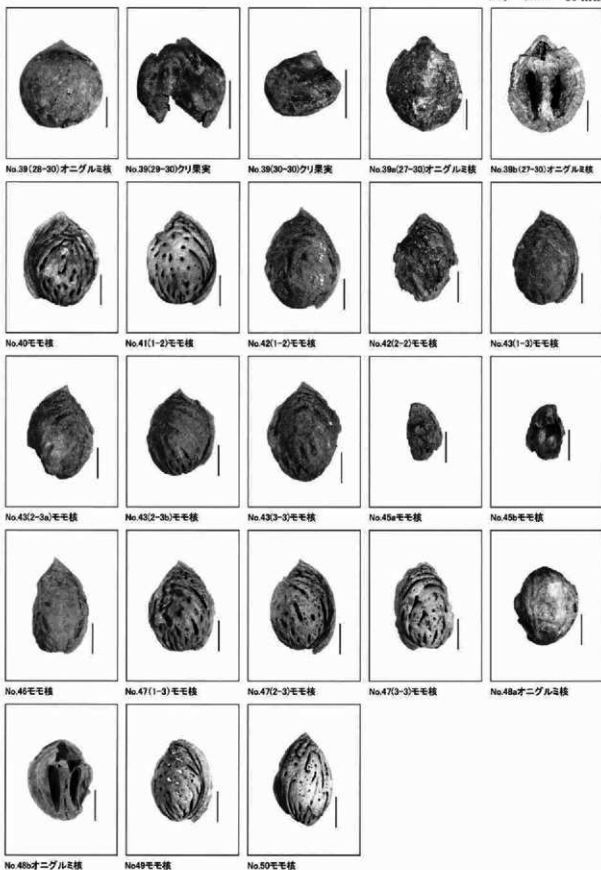 No.39(28-30)オニグルミ核 No.39(29-30)クリ果実 No.39(30-30)クリ果実 No.39a(27-30)オニグルミ核 No.39b(27-30)オニグルミ核
No.40モモ核 No.41(1-2)モモ核 No.42(1-2)モモ核 No.42(2-2)モモ核 No.43(1-3)モモ核
No.43(2-3a)モモ核 No.43(2-3b)モモ核 No.43(3-3)モモ核 No.45aモモ核 No.45bモモ核
No.46モモ核 No.47(1-3)モモ核 No.47(2-3)モモ核 No.47(3-3)モモ核 No.48aオニグルミ核
No.48bオニグルミ核 No49モモ核 No.50モモ核